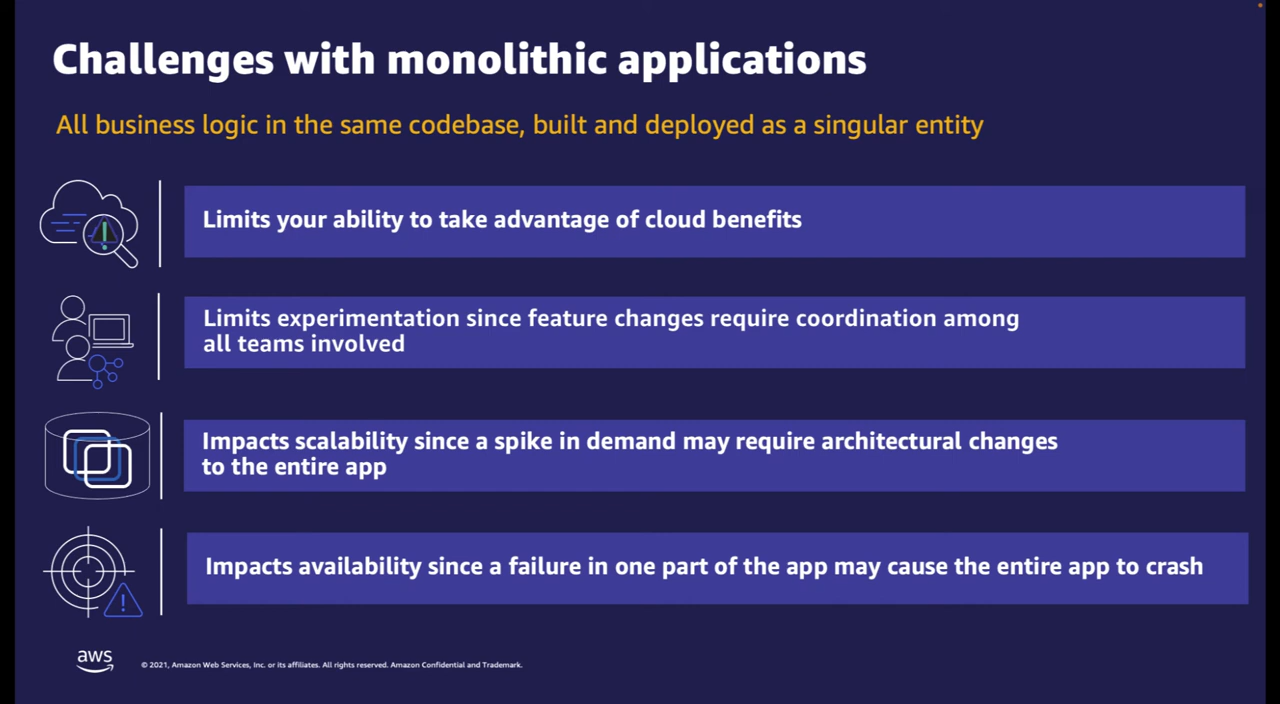 Challenges with monolithic applications
All business logic in the same codebase, built and deployed as a singular entity
Limits your ability to take advantage of cloud benefits
Limits experimentation since feature changes require coordination among
all teams involved
Impacts scalability since a spike in demand may require architectural changes
to the entire app
Impacts availability since a failure in one part of the app may cause the entire app to crash
aws
© 2021, Amazon Web Services, Inc. or its affiliates. All rights reserved. Amazon Confidential and Trademark.